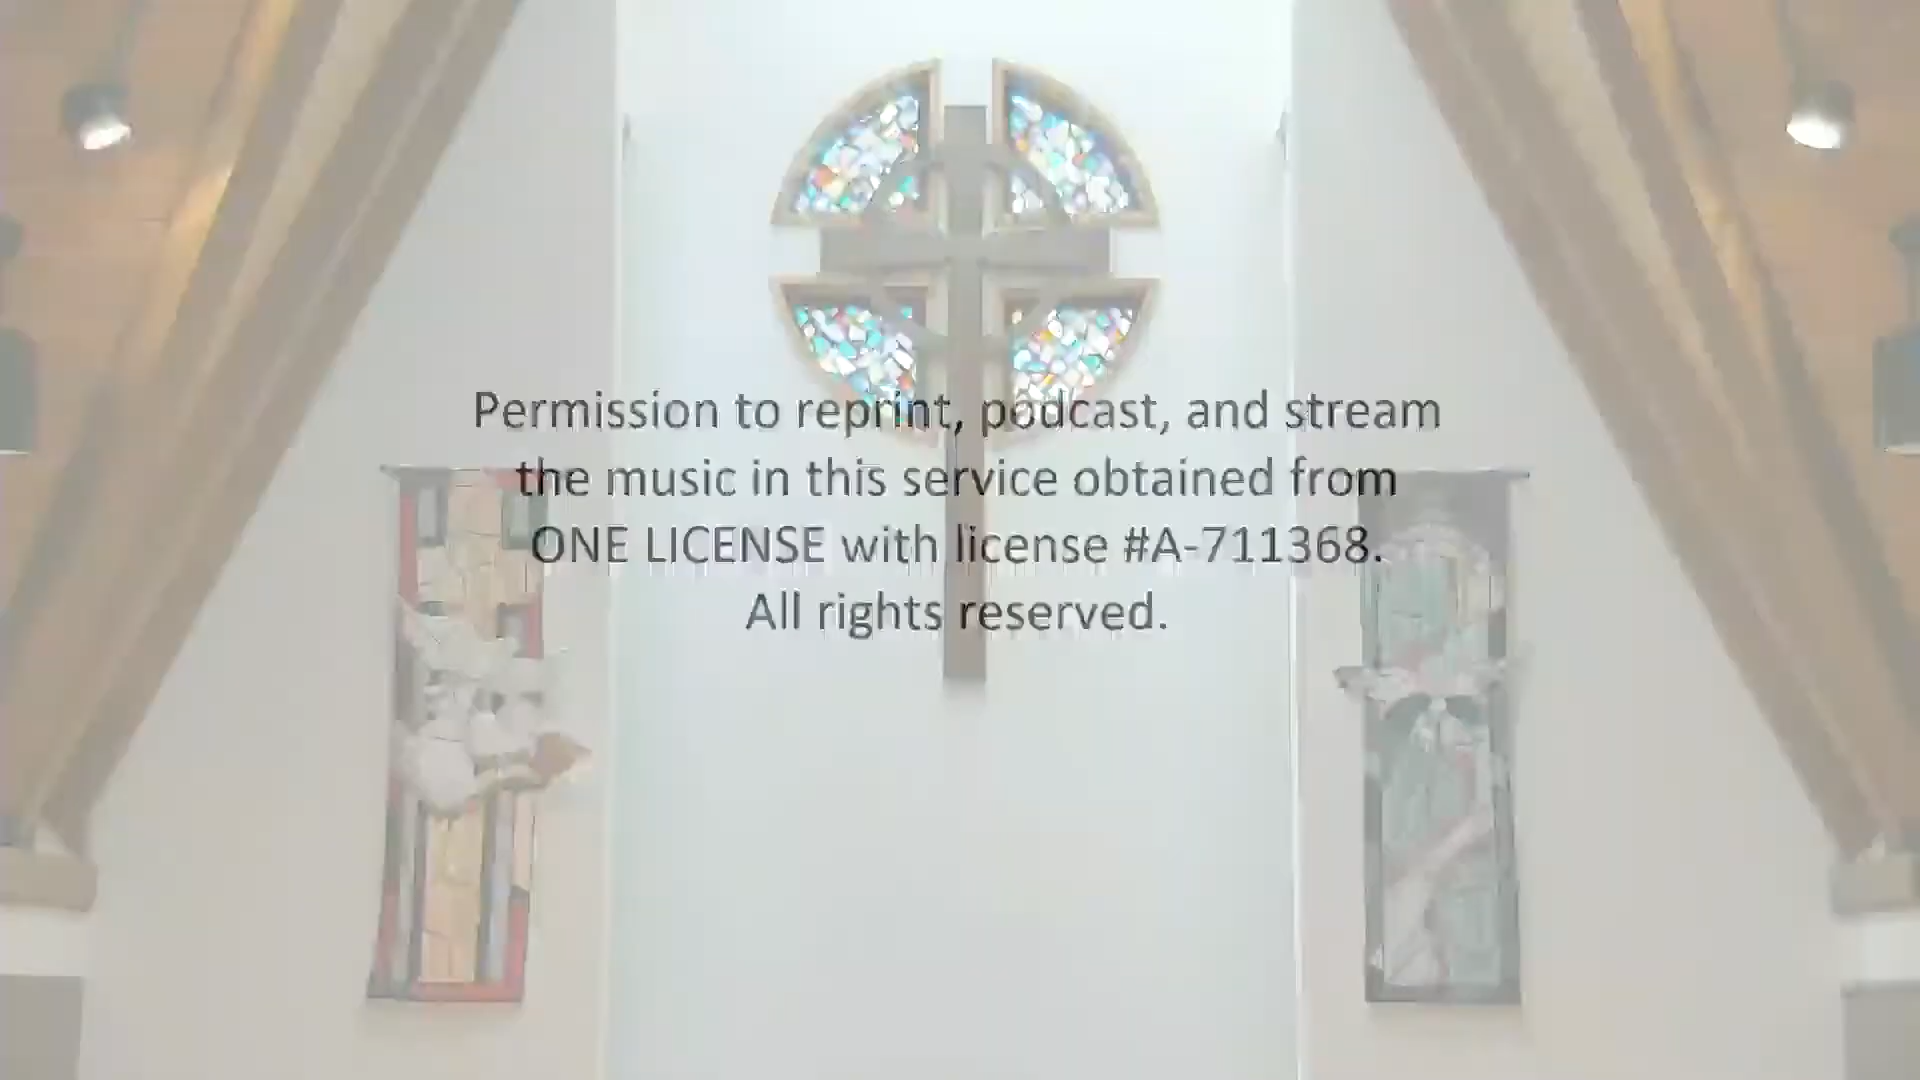 Permission to reprint, podcast, and stream
the music in this service obtained from
ONE LICENSE with license #A-711368.
All rights reserved.